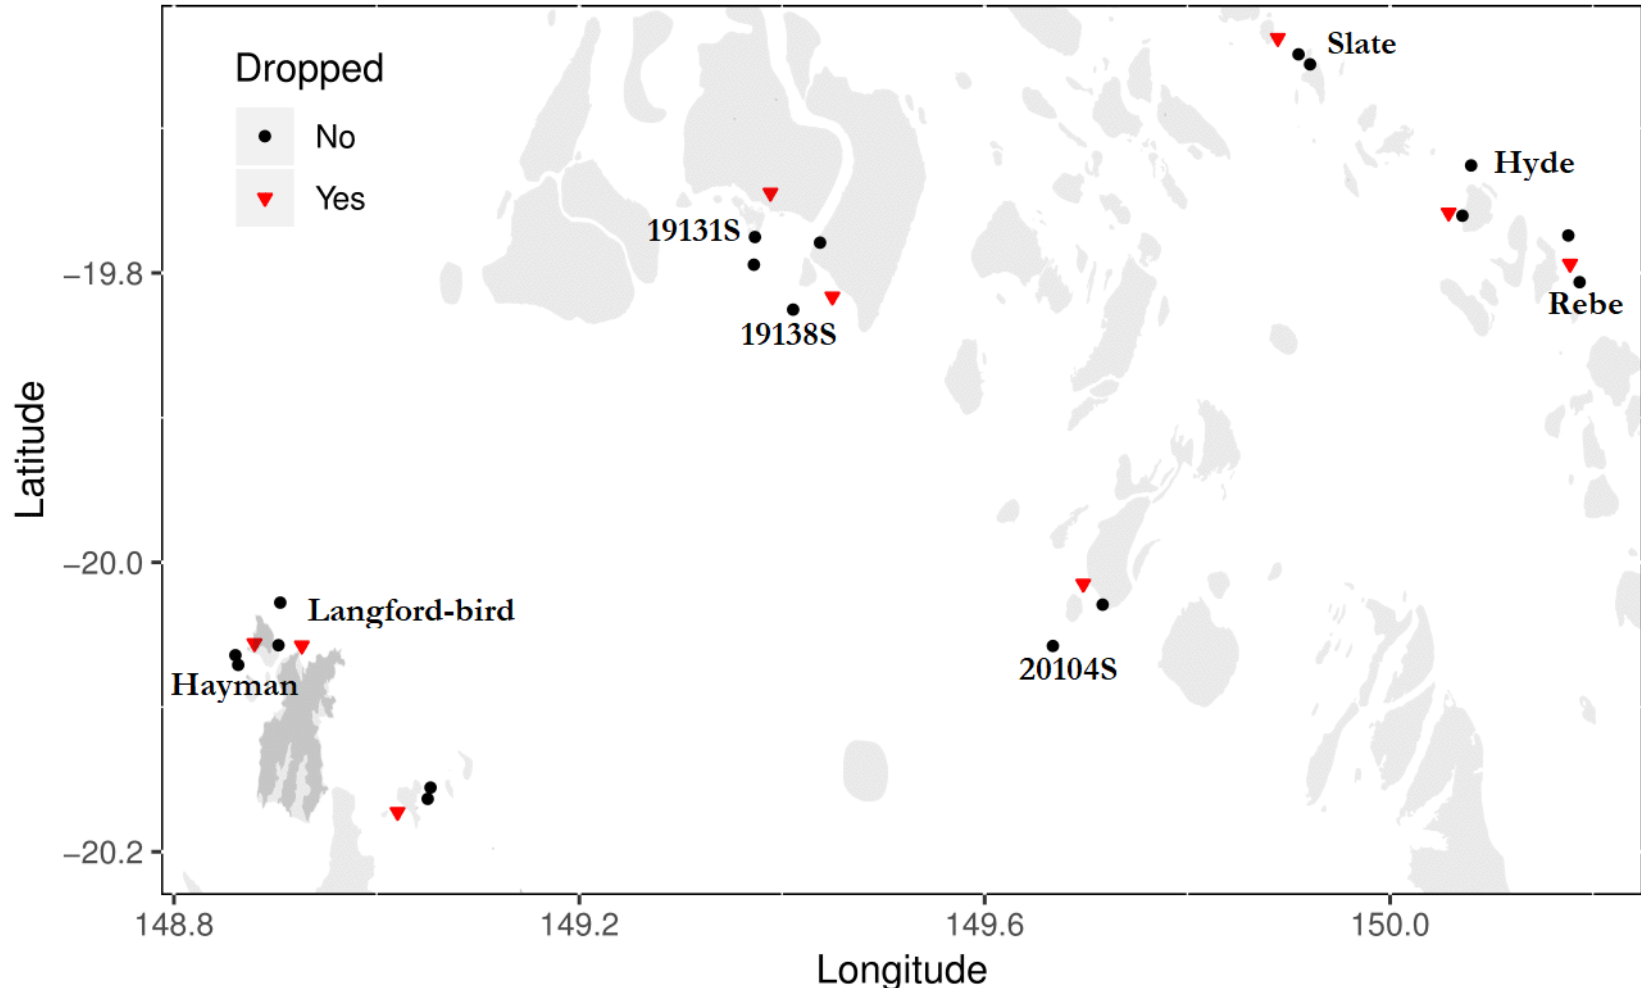 Dropped
No
Yes
Slate
Hyde
19131S
Rebe
19138S
Langford-bird
Hayman
20104S
−19.8
−20.0
−20.2
Latitude
148.8
149.2
149.6
150.0
Longitude